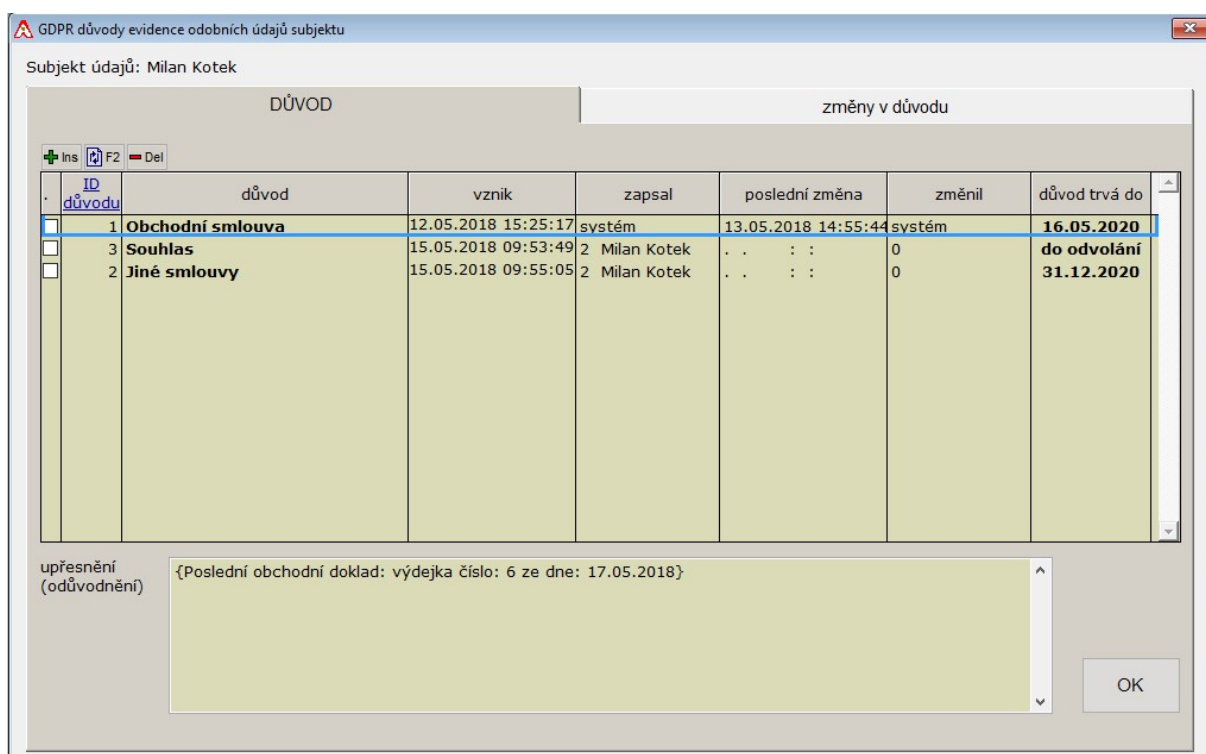 GDPR důvody evidence odobních údajů subjektu
Subjekt údajů: Milan Kotek
DŮVOD změny v důvodu
Ins F2 Del
. ID důvodu důvod vznik zapsal poslední změna změnil důvod trvá do
1 Obchodní smlouva 12.05.2018 15:25:17 systém 13.05.2018 14:55:44 systém 16.05.2020
3 Souhlas 15.05.2018 09:53:49 2 Milan Kotek . . : : 0 do odvolání
2 Jiné smlouvy 15.05.2018 09:55:05 2 Milan Kotek . . : : 0 31.12.2020
upřesnění
(odůvodnění)
{Poslední obchodní doklad: výdejka číslo: 6 ze dne: 17.05.2018}
OK